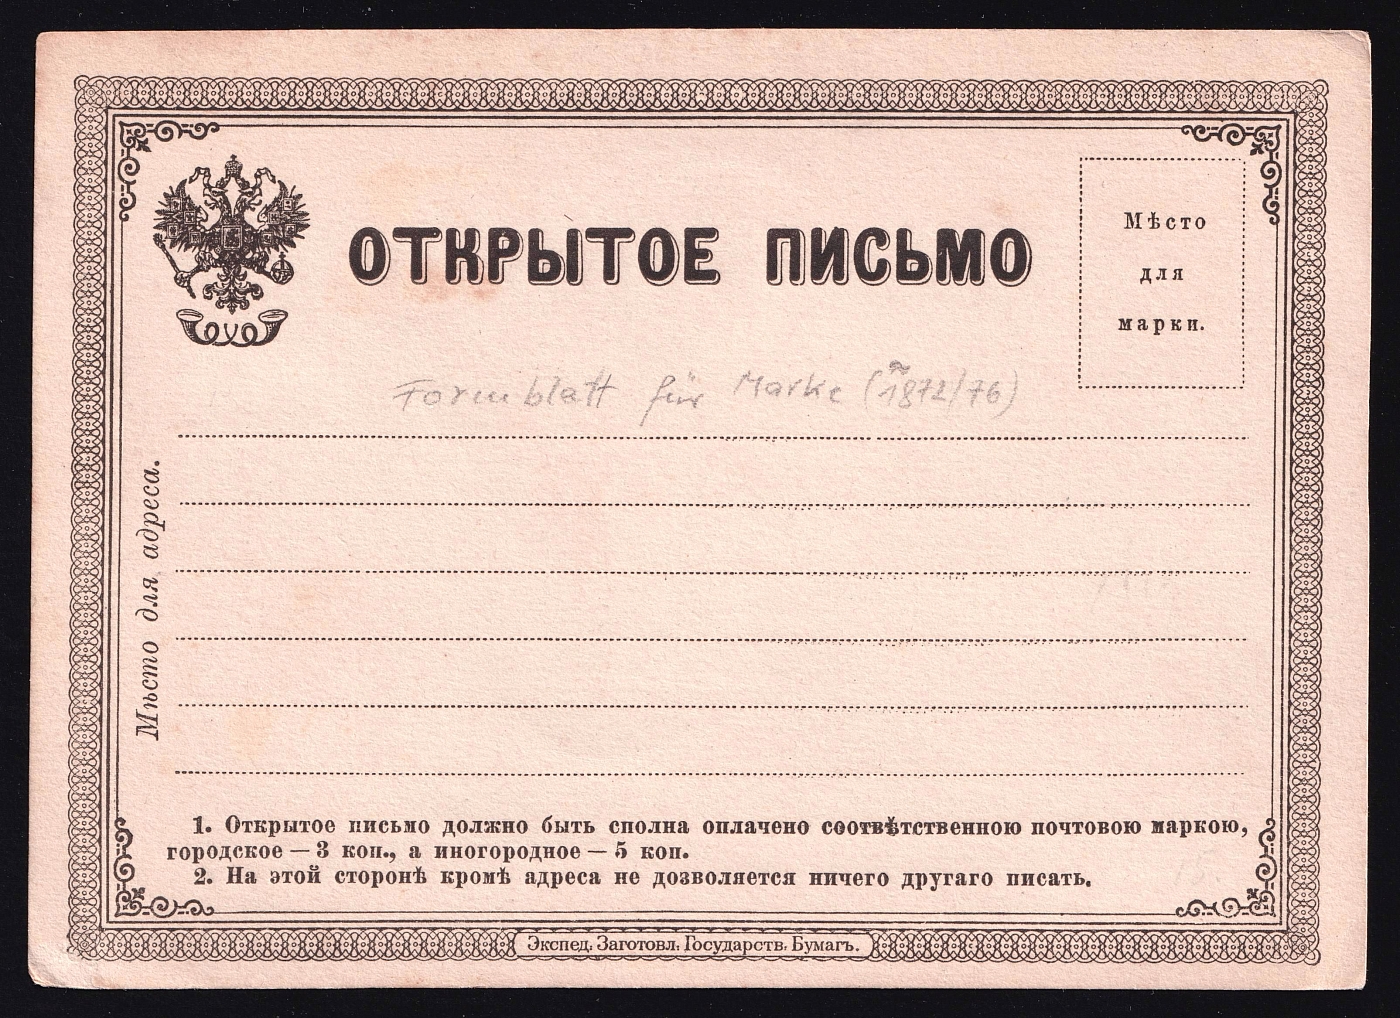 ОТКРЫТОЕ ПИСЬМО
Мѣсто
для
марки.
Formblatt für Marke (~1872/76)
Мѣсто для адреса.
1. Открытое письмо должно быть сполна оплачено соотвѣтственною почтовою маркою,
городское — 3 коп., а иногородное — 5 коп.
2. На этой сторонѣ кромѣ адреса не дозволяется ничего другаго писать.
Экспед. Заготовл. Государств. Бумагъ.